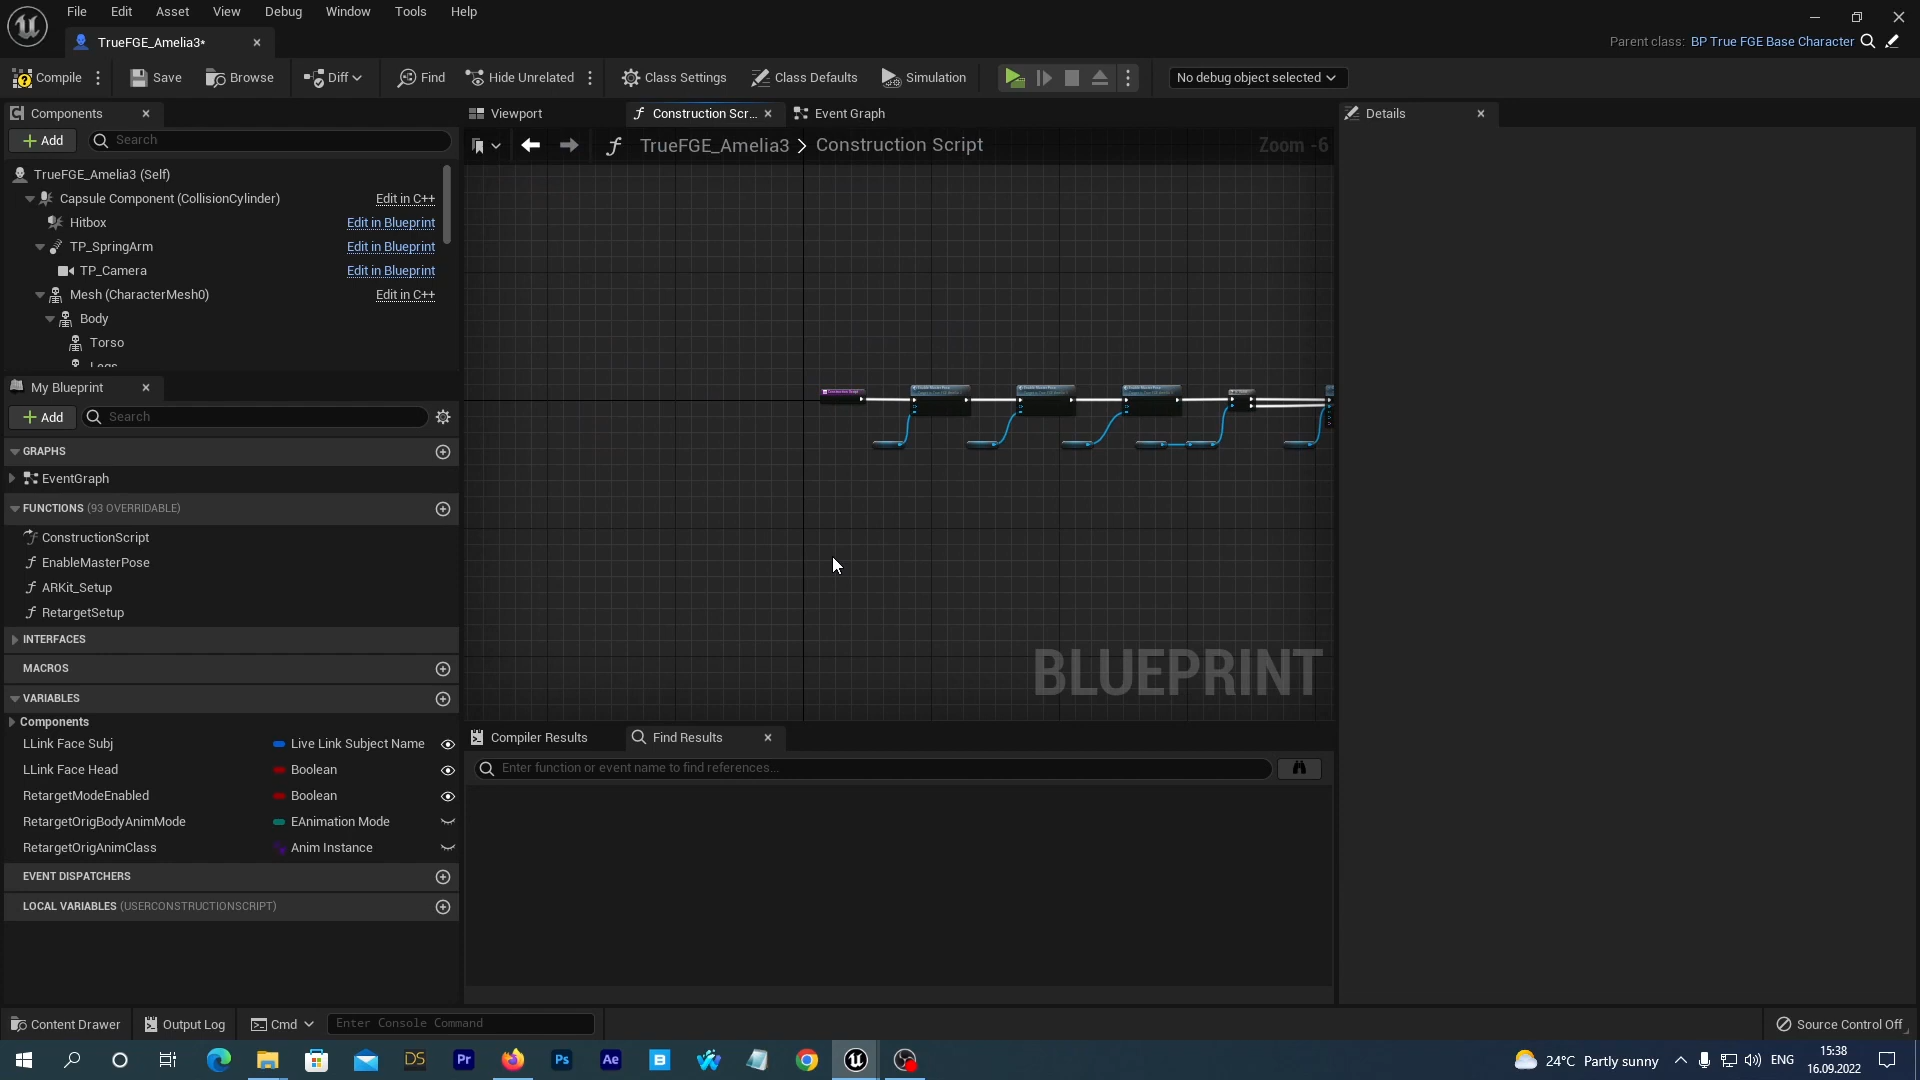 File Edit Asset View Debug Window Tools Help
TrueFGE_Amelia3*
Parent class: BP True FGE Base Character
Compile Save Browse Diff Find Hide Unrelated Class Settings Class Defaults Simulation No debug object selected
Components
Viewport Construction Scr... Event Graph
Details
Add Search
TrueFGE_Amelia3 > Construction Script
Zoom -6
TrueFGE_Amelia3 (Self)
Capsule Component (CollisionCylinder) Edit in C++
Hitbox Edit in Blueprint
TP_SpringArm Edit in Blueprint
TP_Camera Edit in Blueprint
Mesh (CharacterMesh0) Edit in C++
Body
Torso
Legs
My Blueprint
Add Search
GRAPHS
EventGraph
FUNCTIONS (93 OVERRIDABLE)
ConstructionScript
EnableMasterPose
ARKit_Setup
RetargetSetup
INTERFACES
MACROS
VARIABLES
Components
LLink Face Subj Live Link Subject Name
LLink Face Head Boolean
RetargetModeEnabled Boolean
RetargetOrigBodyAnimMode EAnimation Mode
RetargetOrigAnimClass Anim Instance
EVENT DISPATCHERS
LOCAL VARIABLES (USERCONSTRUCTIONSCRIPT)
BLUEPRINT
Compiler Results Find Results
Enter function or event name to find references...
Content Drawer Output Log Cmd Enter Console Command
Source Control Off
DS Pr Ps Ae
24°C Partly sunny ENG
15:38
16.09.2022